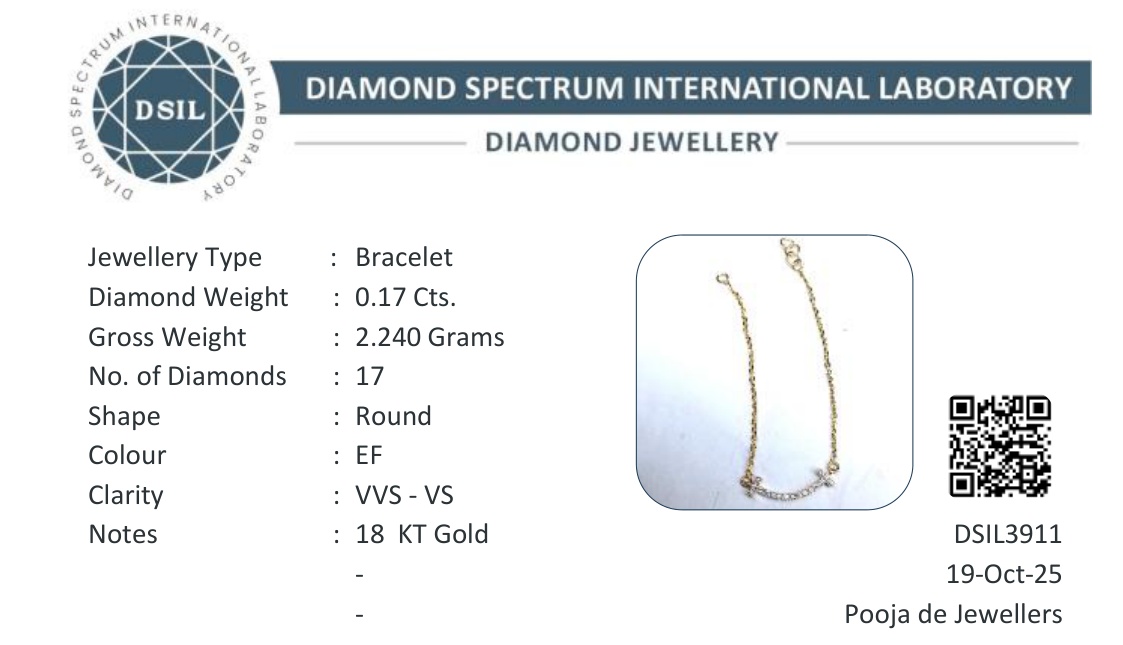 DIAMOND SPECTRUM INTERNATIONAL LABORATORY
DSIL
DIAMOND SPECTRUM INTERNATIONAL LABORATORY
DIAMOND JEWELLERY
Jewellery Type : Bracelet
Diamond Weight : 0.17 Cts.
Gross Weight : 2.240 Grams
No. of Diamonds : 17
Shape : Round
Colour : EF
Clarity : VVS - VS
Notes : 18 KT Gold
-
-
DSIL3911
19-Oct-25
Pooja de Jewellers